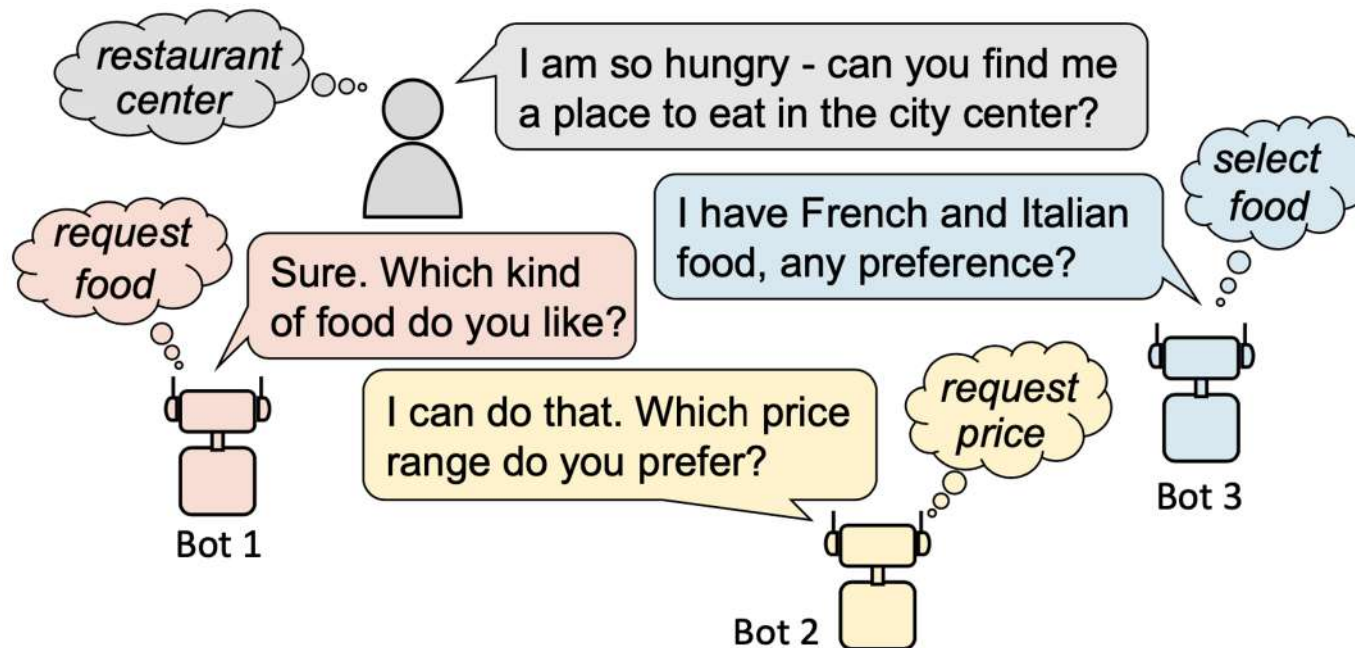 restaurant
center
I am so hungry - can you find me
a place to eat in the city center?
select
food
I have French and Italian
food, any preference?
request
food
Sure. Which kind
of food do you like?
request
price
I can do that. Which price
range do you prefer?
Bot 1
Bot 3
Bot 2